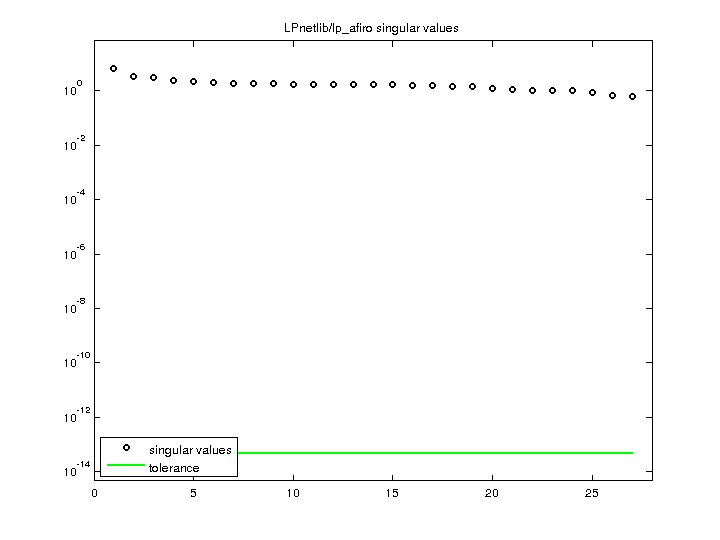 LPnetlib/lp_afiro singular values
10^0
10^-2
10^-4
10^-6
10^-8
10^-10
10^-12
10^-14
singular values
tolerance
0 5 10 15 20 25